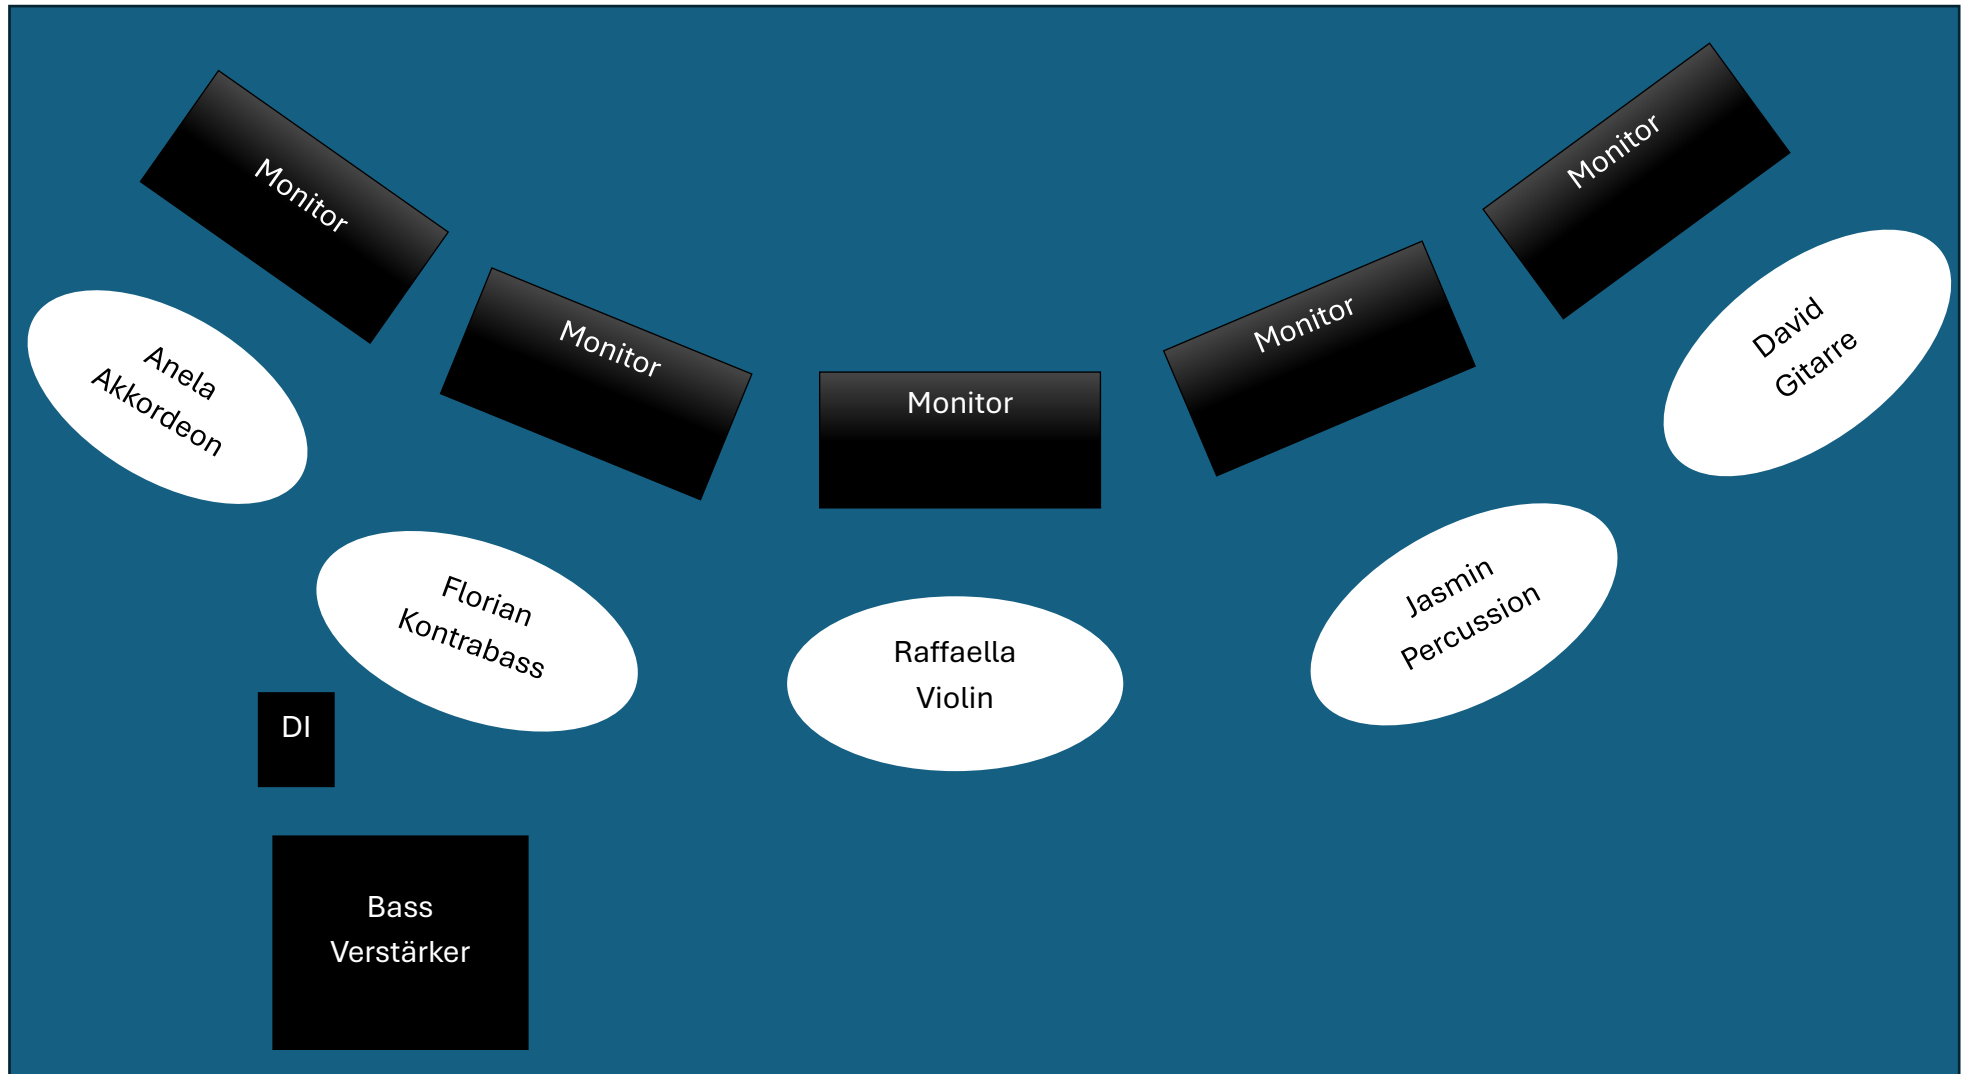 Monitor
Monitor
Monitor
Monitor
Monitor
Anela
Akkordeon
David
Gitarre
Florian
Kontrabass
Raffaella
Violin
Jasmin
Percussion
DI
Bass
Verstärker